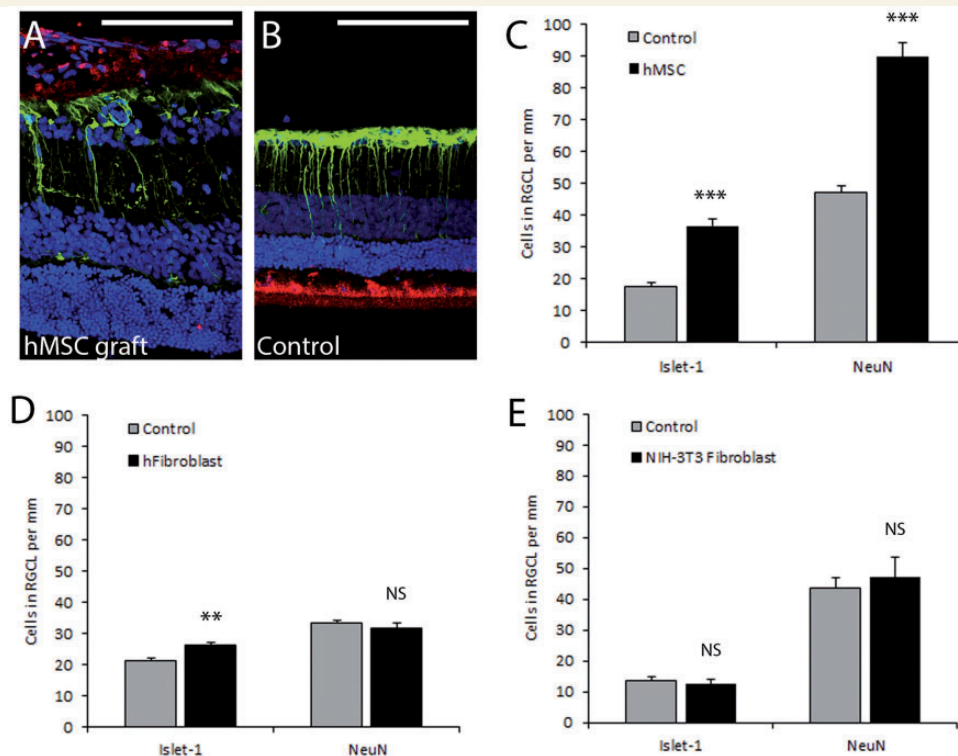 A
hMSC graft
B
Control
C
Cells in RGCL per mm
100
90
80
70
60
50
40
30
20
10
0
Control
hMSC
***
***
Islet-1
NeuN
D
Cells in RGCL per mm
100
90
80
70
60
50
40
30
20
10
0
Control
hFibroblast
**
NS
Islet-1
NeuN
E
Cells in RGCL per mm
100
90
80
70
60
50
40
30
20
10
0
Control
NIH-3T3 Fibroblast
NS
NS
Islet-1
NeuN